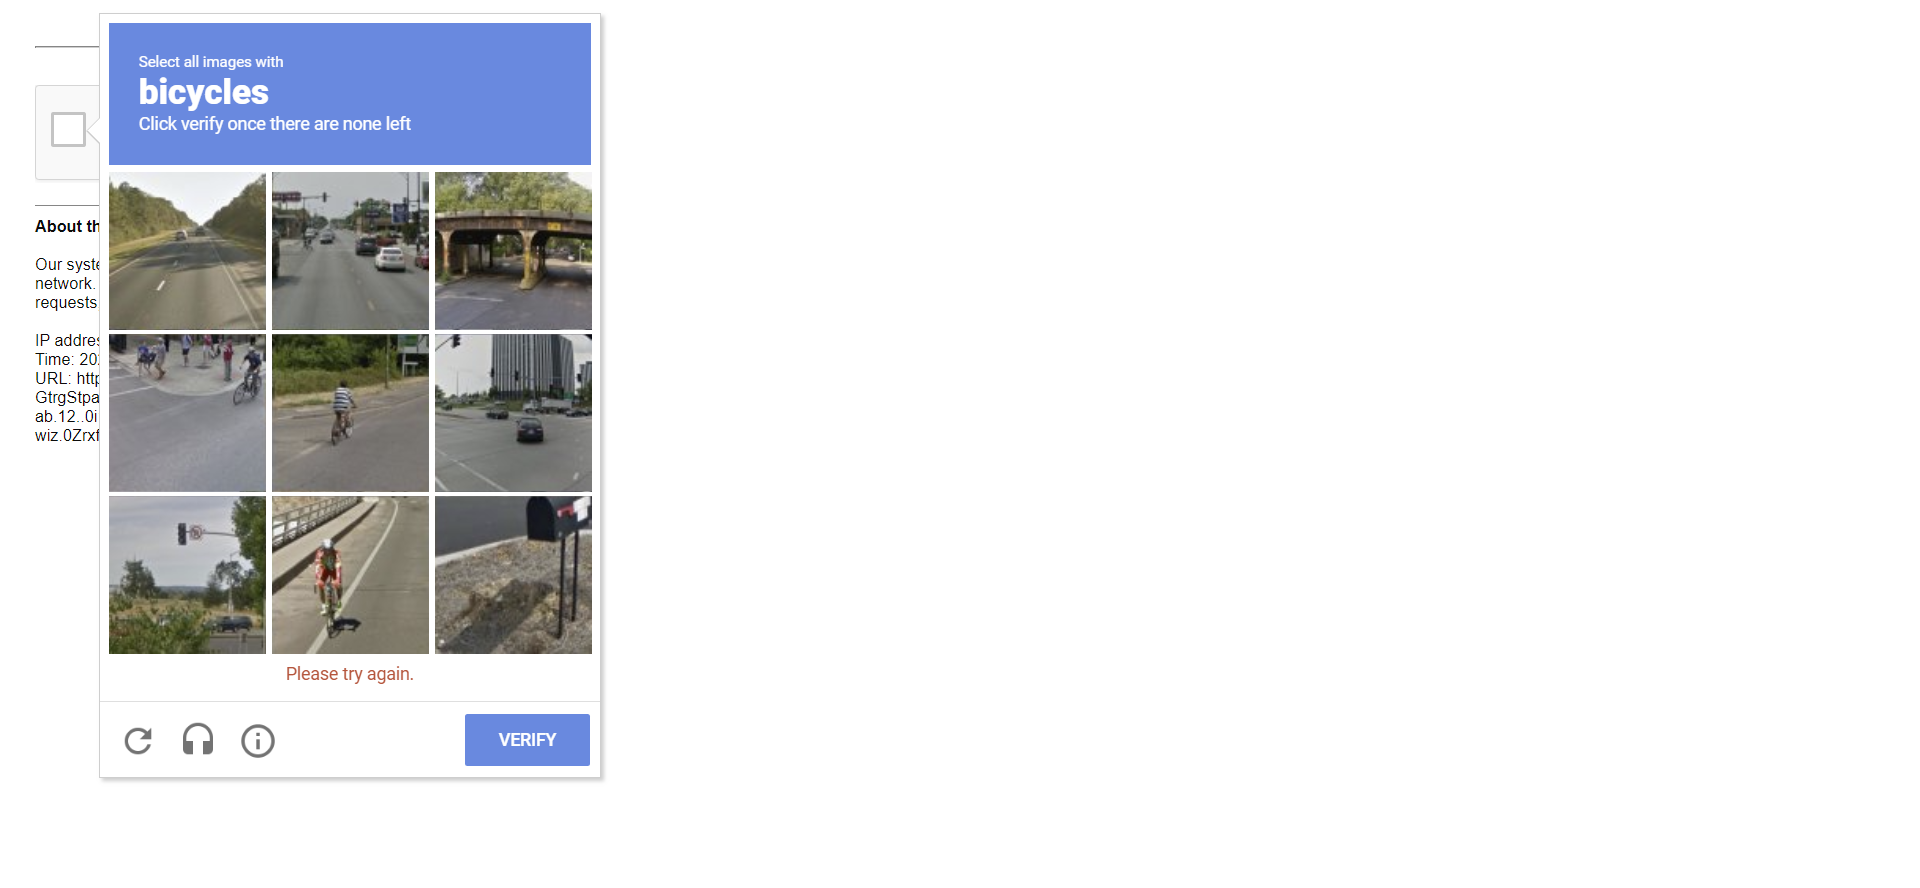 Select all images with
bicycles
Click verify once there are none left
About th
Our syste
network.
requests
IP addres
Time: 20
URL: http
GtrgStpa
ab.12..0i
wiz.0Zrxf
Please try again.
VERIFY